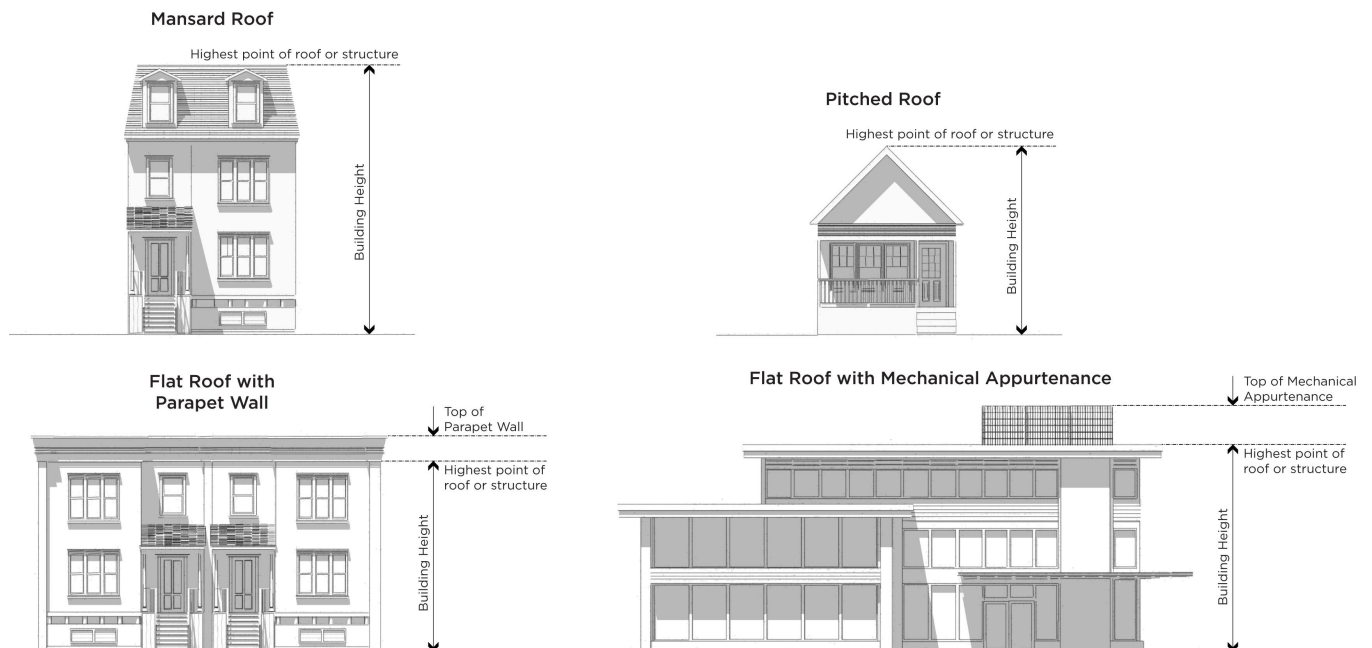 Mansard Roof
Highest point of roof or structure
Building Height
Pitched Roof
Highest point of roof or structure
Building Height
Flat Roof with
Parapet Wall
Top of
Parapet Wall
Highest point of
roof or structure
Building Height
Flat Roof with Mechanical Appurtenance
Top of Mechanical
Appurtenance
Highest point of
roof or structure
Building Height